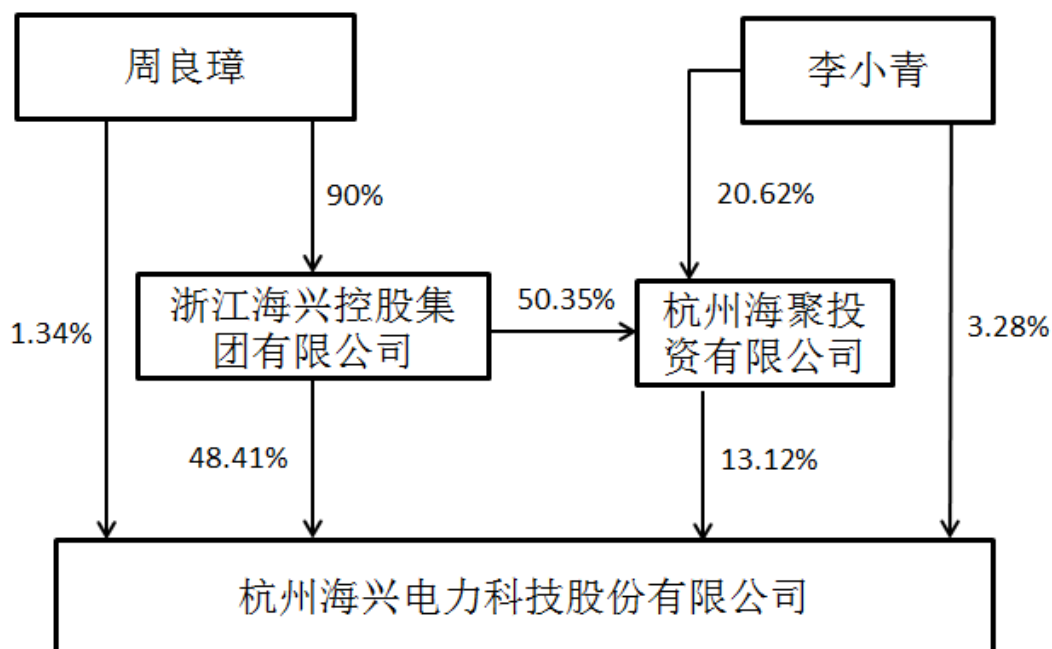 周良璋
李小青
90%
20.62%
浙江海兴控股集
团有限公司
50.35%
杭州海聚投
资有限公司
1.34%
3.28%
48.41%
13.12%
杭州海兴电力科技股份有限公司